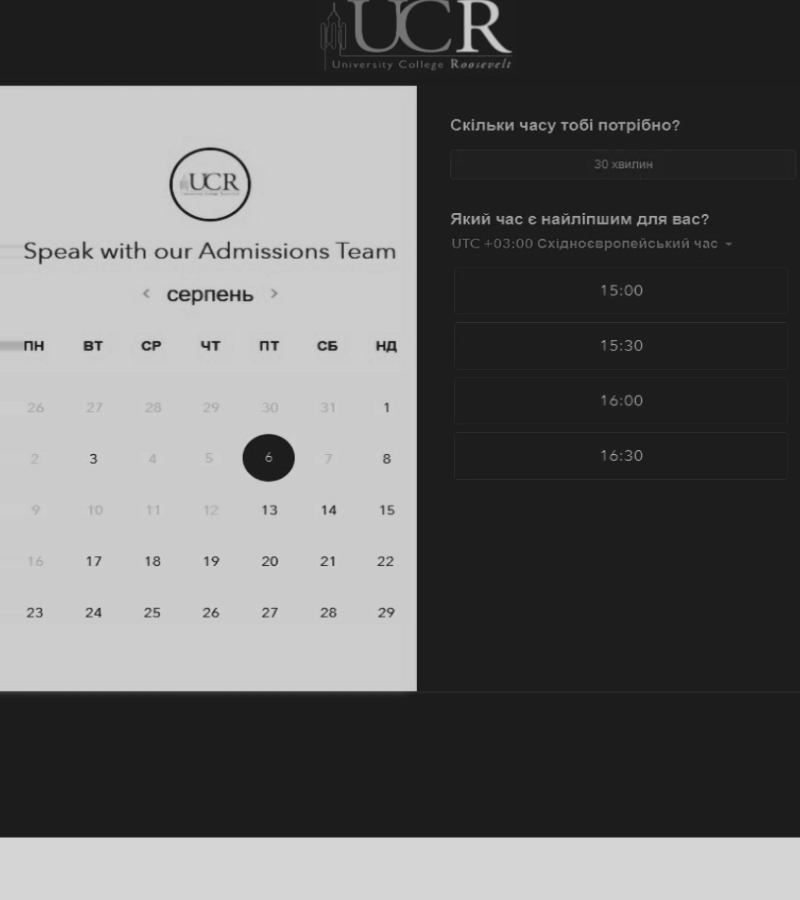 UCR
University College Roosevelt
UCR
Speak with our Admissions Team
серпень
ПН ВТ СР ЧТ ПТ СБ НД
26 27 28 29 30 31 1
2 3 4 5 6 7 8
9 10 11 12 13 14 15
16 17 18 19 20 21 22
23 24 25 26 27 28 29
Скільки часу тобі потрібно?
30 хвилин
Який час є найліпшим для вас?
UTC +03:00 Східноєвропейський час
15:00
15:30
16:00
16:30